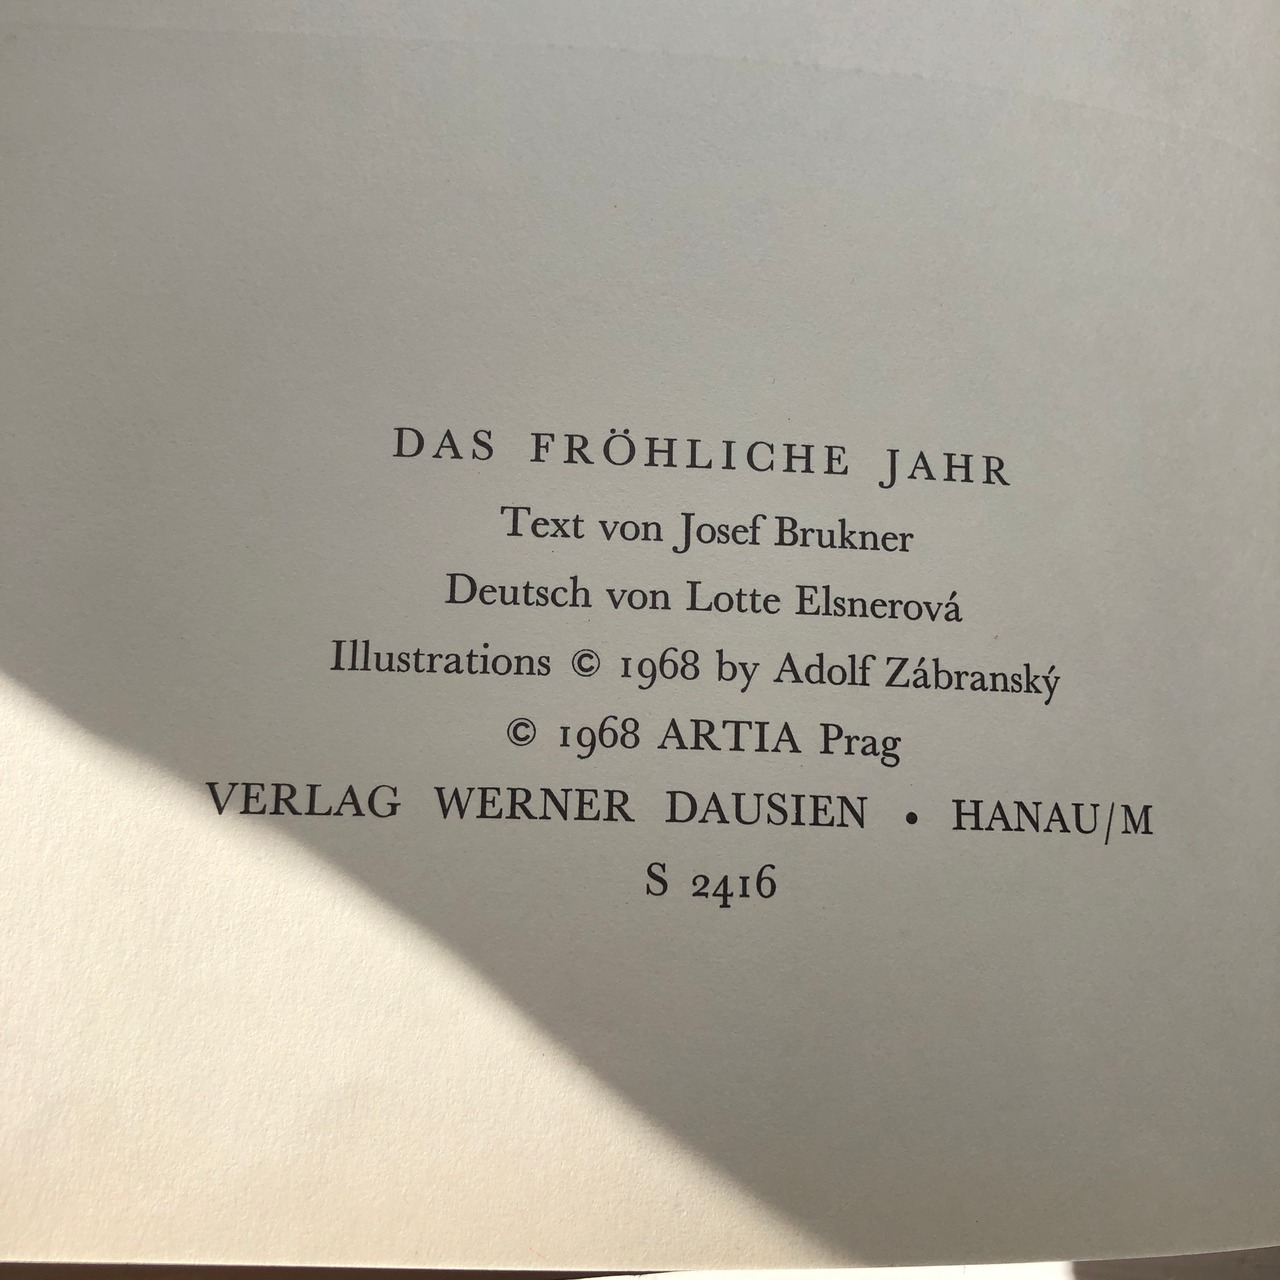 DAS FRÖHLICHE JAHR
Text von Josef Brukner
Deutsch von Lotte Elsnerová
Illustrations © 1968 by Adolf Zábranský
© 1968 ARTIA Prag
VERLAG WERNER DAUSIEN • HANAU/M
S 2416